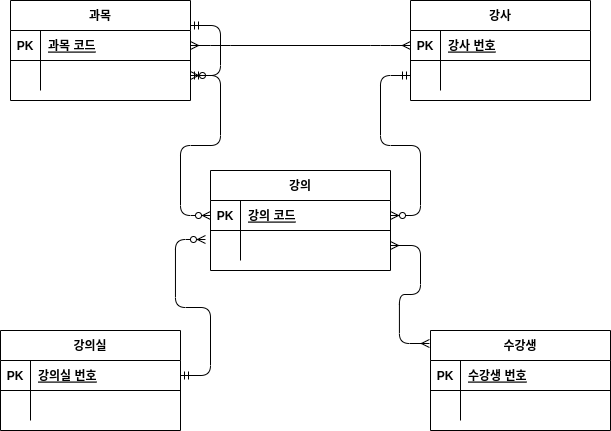 과목
PK 과목 코드
강사
PK 강사 번호
강의
PK 강의 코드
강의실
PK 강의실 번호
수강생
PK 수강생 번호